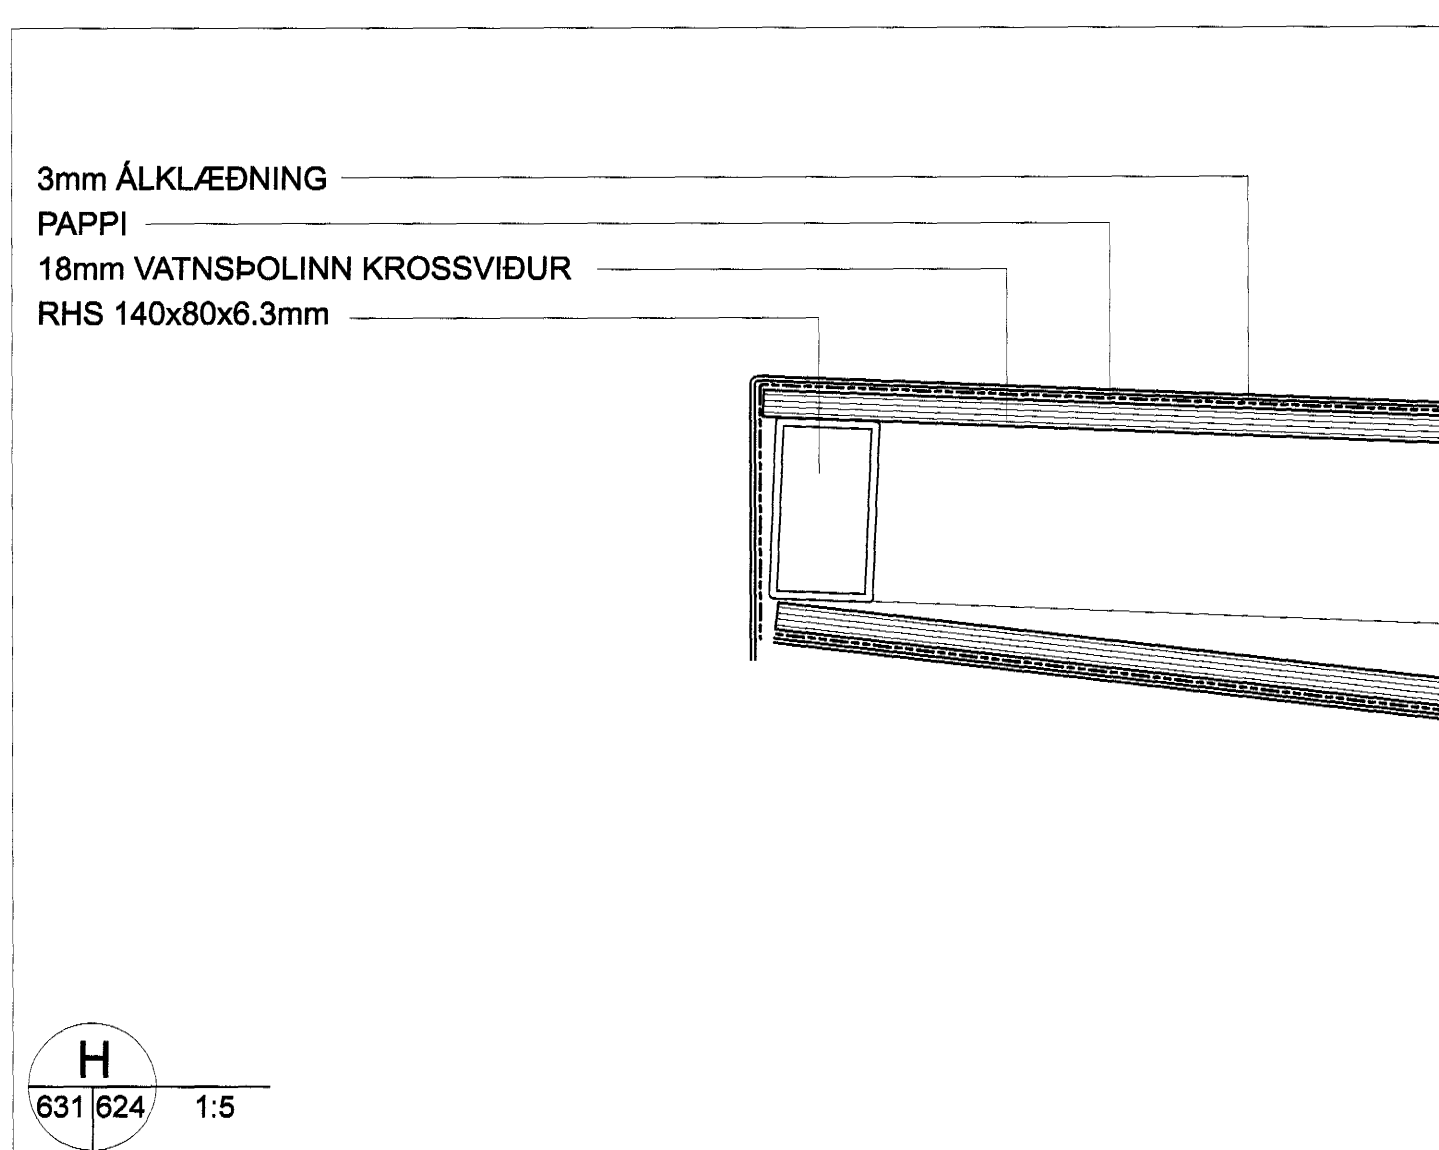 3mm ÁLKLÆÐNING
PAPPI
18mm VATNSÞOLINN KROSSVIÐUR
RHS 140x80x6.3mm
H
631 624 1:5